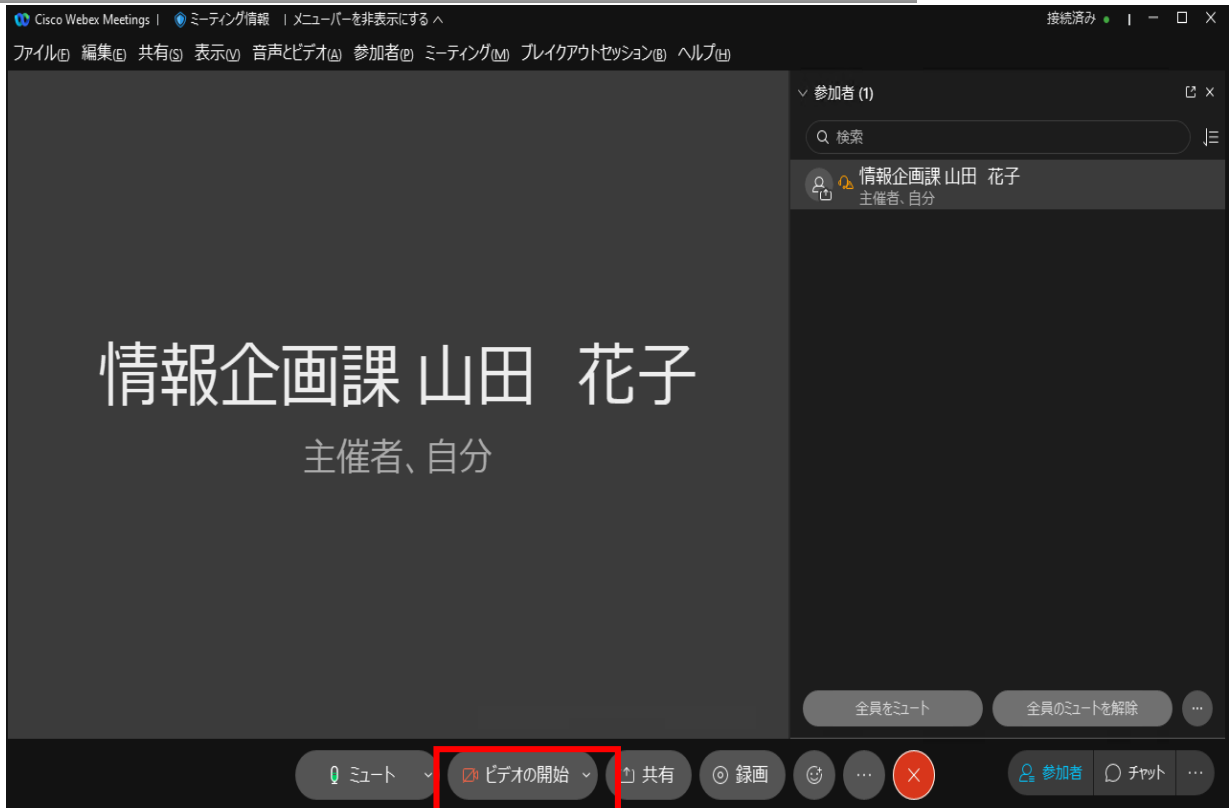 Cisco Webex Meetings | ミーティング情報 | メニューバーを非表示にする へ 接続済み
ファイル(F) 編集(E) 共有(S) 表示(V) 音声とビデオ(A) 参加者(P) ミーティング(M) ブレイクアウトセッション(B) ヘルプ(H)
参加者 (1)
検索
情報企画課 山田 花子
主催者、自分
情報企画課 山田 花子
主催者、自分
全員をミュート 全員のミュートを解除 ...
ミュート ビデオの開始 共有 録画 ... 参加者 チャット ...